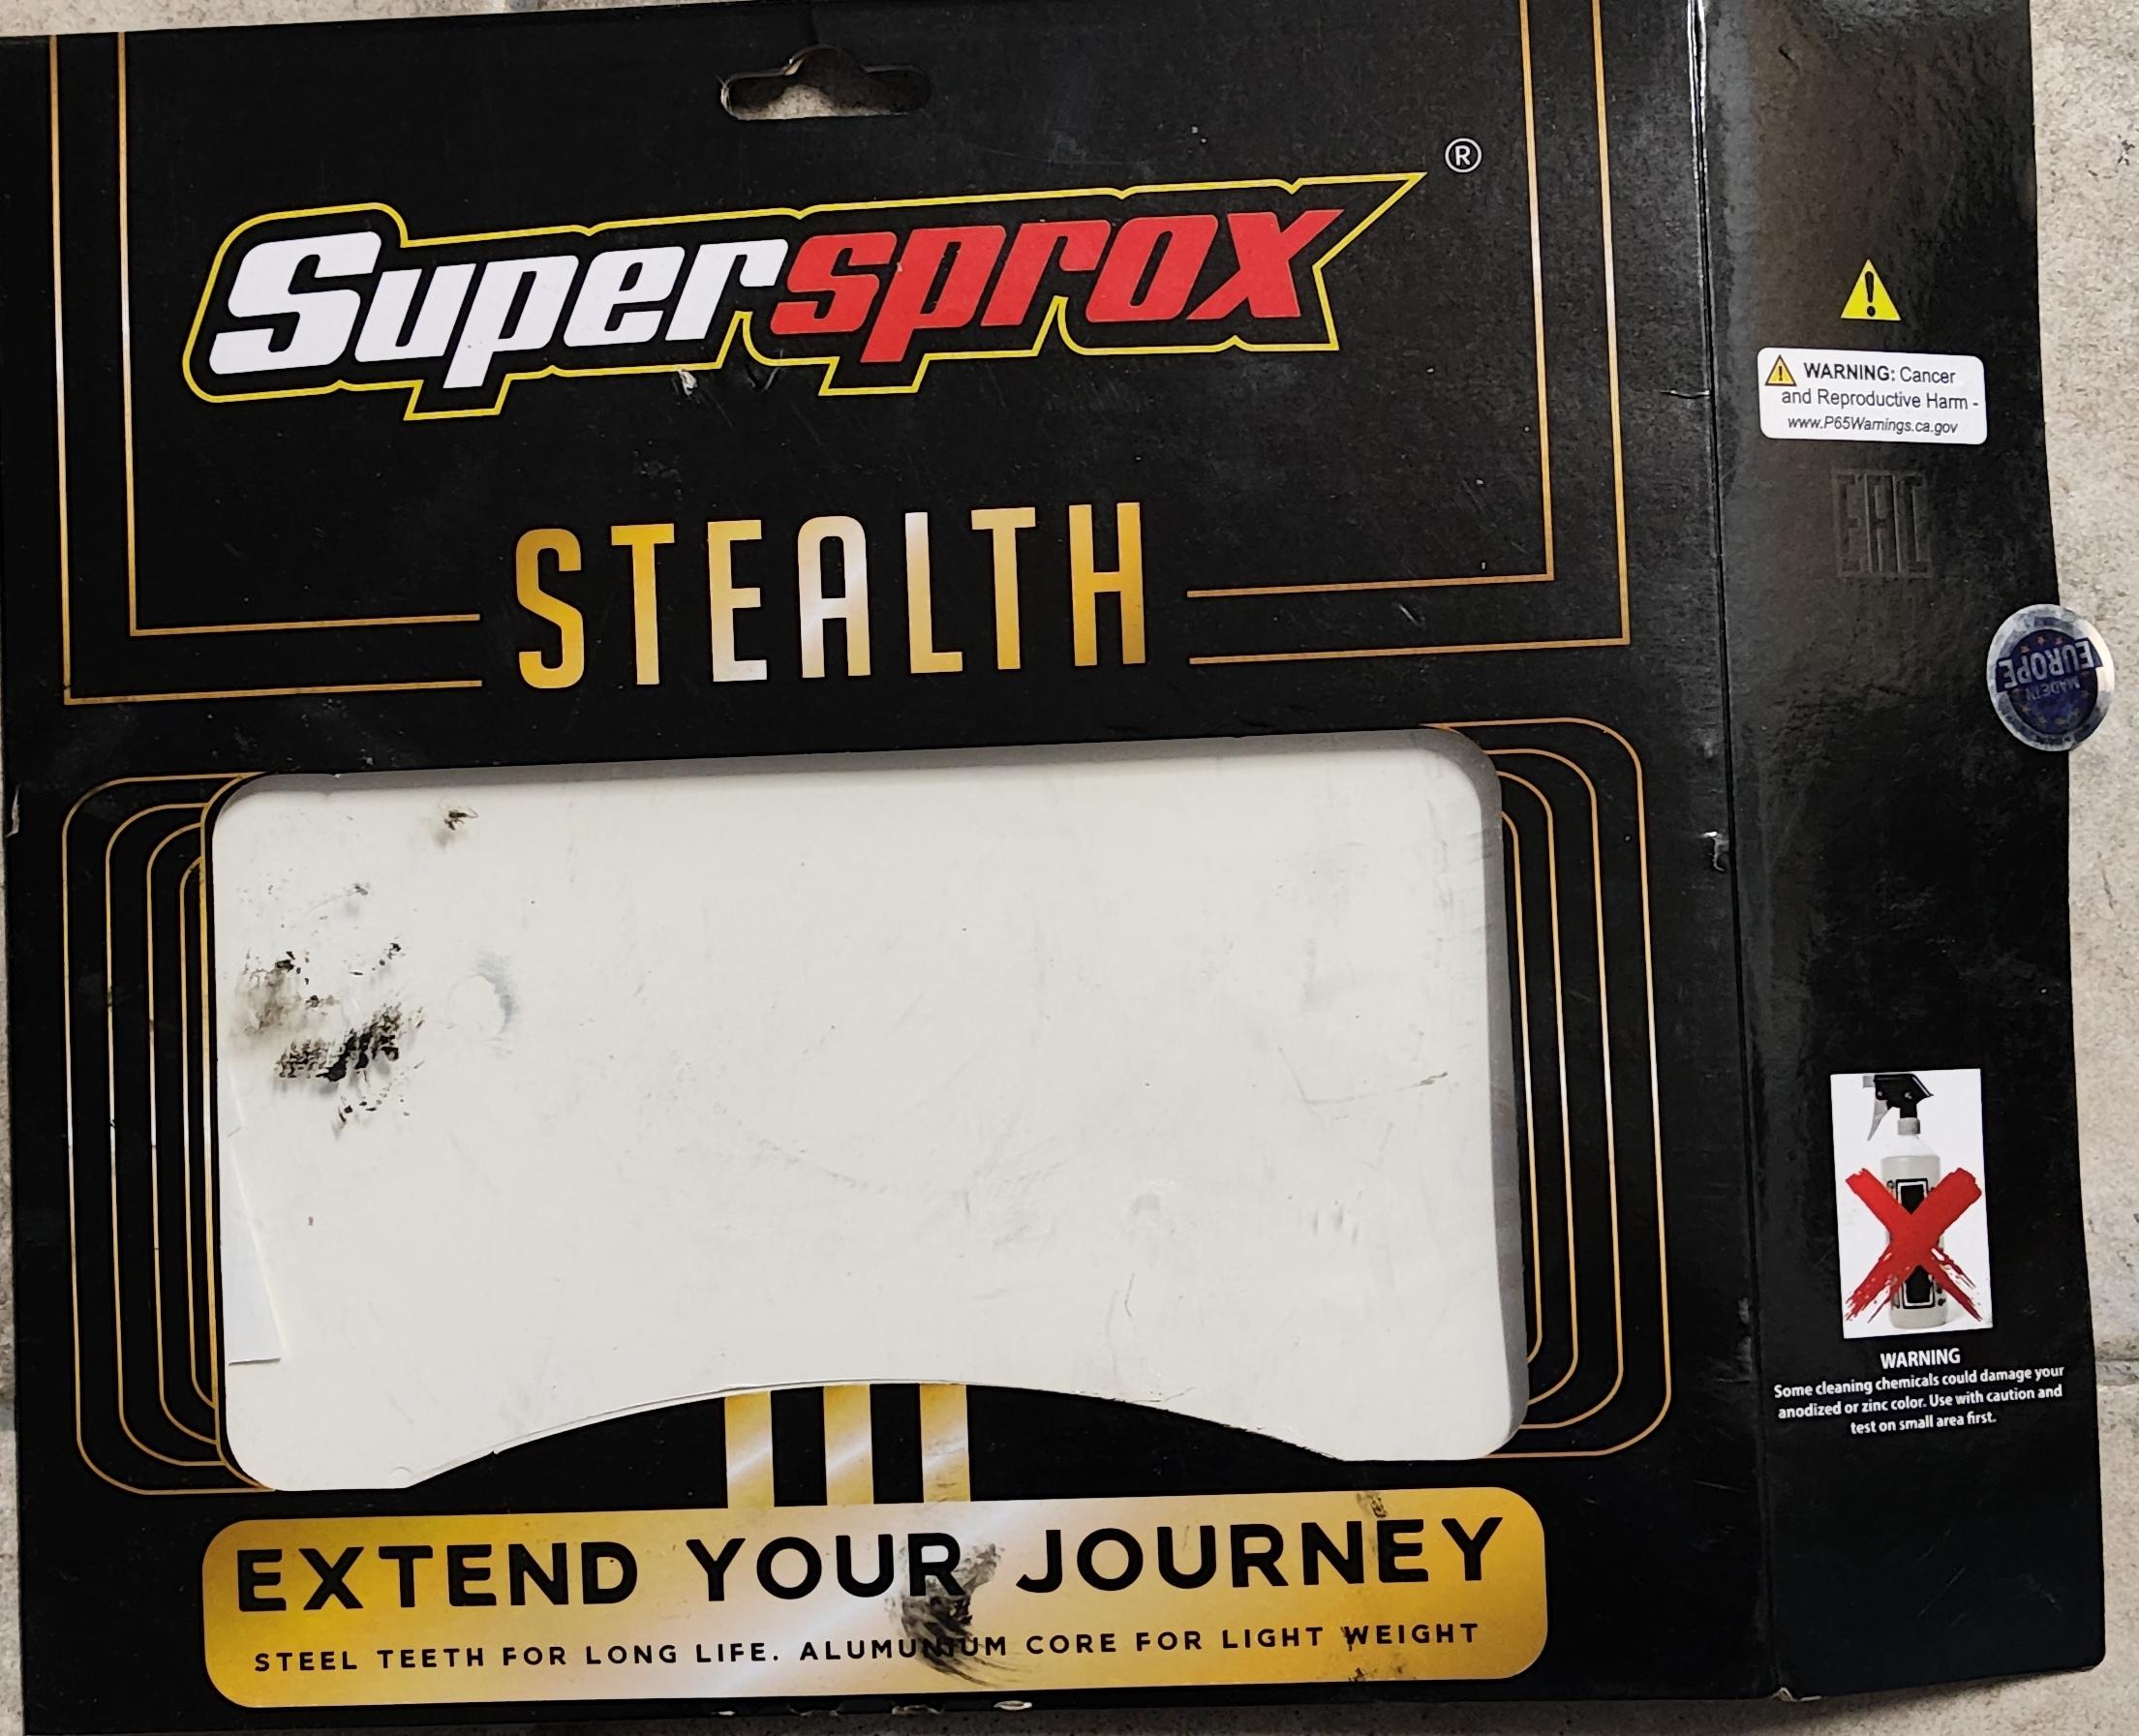 Supersprox ®
STEALTH
EXTEND YOUR JOURNEY
STEEL TEETH FOR LONG LIFE. ALUMUNIUM CORE FOR LIGHT WEIGHT
WARNING: Cancer
and Reproductive Harm -
www.P65Warnings.ca.gov
EAC
MADE IN
EUROPE
WARNING
Some cleaning chemicals could damage your
anodized or zinc color. Use with caution and
test on small area first.